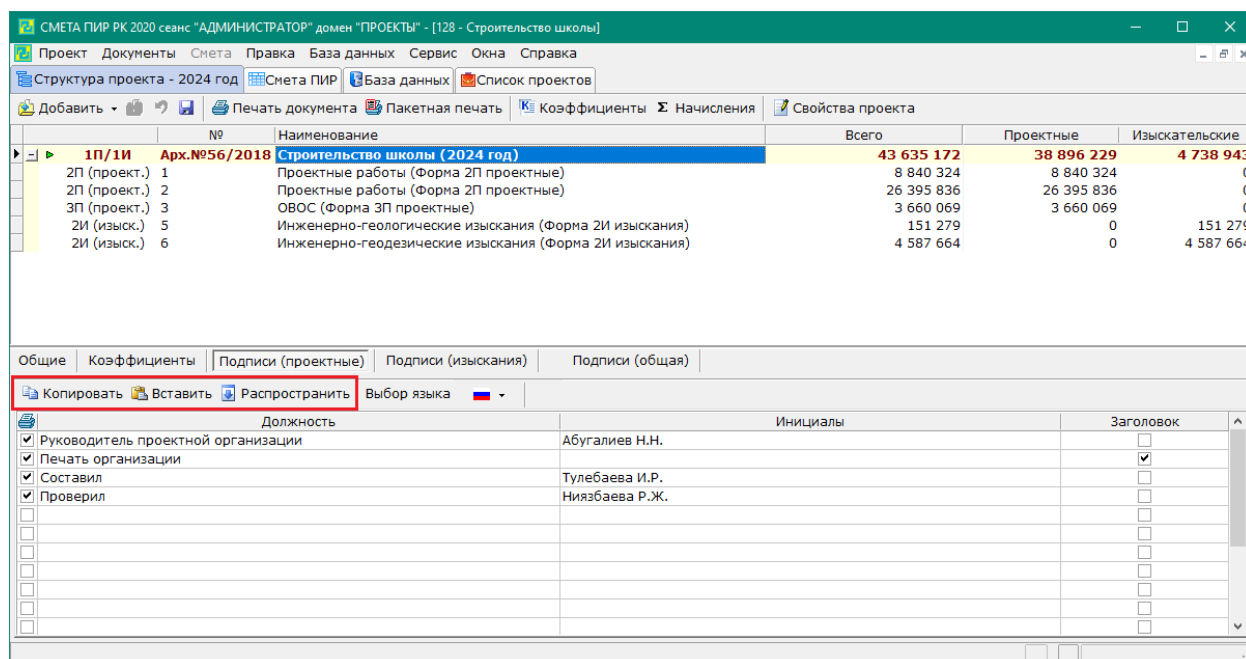 СМЕТА ПИР РК 2020 сеанс "АДМИНИСТРАТОР" домен "ПРОЕКТЫ" - [128 - Строительство школы]
Проект Документы Смета Правка База данных Сервис Окна Справка
Структура проекта - 2024 год Смета ПИР База данных Список проектов
Добавить Печать документа Пакетная печать Коэффициенты Σ Начисления Свойства проекта
№ Наименование Всего Проектные Изыскательские
1П/1И Арх.№56/2018 Строительство школы (2024 год) 43 635 172 38 896 229 4 738 943
2П (проект.) 1 Проектные работы (Форма 2П проектные) 8 840 324 8 840 324 0
2П (проект.) 2 Проектные работы (Форма 2П проектные) 26 395 836 26 395 836 0
3П (проект.) 3 ОВОС (Форма 3П проектные) 3 660 069 3 660 069 0
2И (изыск.) 5 Инженерно-геологические изыскания (Форма 2И изыскания) 151 279 0 151 279
2И (изыск.) 6 Инженерно-геодезические изыскания (Форма 2И изыскания) 4 587 664 0 4 587 664
Общие Коэффициенты Подписи (проектные) Подписи (изыскания) Подписи (общая)
Копировать Вставить Распространить Выбор языка
Должность Инициалы Заголовок
Руководитель проектной организации Абугалиев Н.Н.
Печать организации
Составил Тулебаева И.Р.
Проверил Ниязбаева Р.Ж.